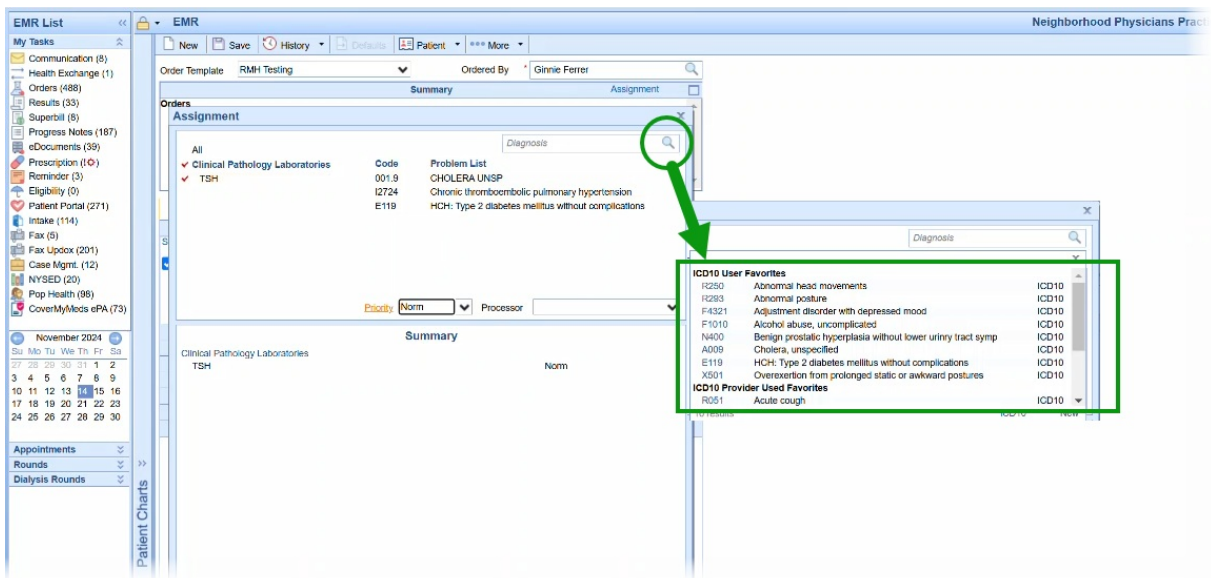 EMR List «
EMR
Neighborhood Physicians Pract
My Tasks
New Save History Defaults Patient More
Communication (8)
Health Exchange (1)
Orders (488)
Results (33)
Superbill (8)
Progress Notes (187)
eDocuments (39)
Prescription (!✪)
Reminder (3)
Eligibility (0)
Patient Portal (271)
Intake (114)
Fax (5)
Fax Updox (201)
Case Mgmt. (12)
NYSED (20)
Pop Health (98)
CoverMyMeds ePA (73)
November 2024
Su Mo Tu We Th Fr Sa
27 28 29 30 31 1 2
3 4 5 6 7 8 9
10 11 12 13 14 15 16
17 18 19 20 21 22 23
24 25 26 27 28 29 30
Appointments
Rounds
Dialysis Rounds
»
Patient Charts
Order Template RMH Testing Ordered By * Ginnie Ferrer
Summary Assignment
Orders
Assignment X
Diagnosis
All
Clinical Pathology Laboratories Code Problem List
TSH 001.9 CHOLERA UNSP
I2724 Chronic thromboembolic pulmonary hypertension
E119 HCH: Type 2 diabetes mellitus without complications
S
Priority Norm Processor
Summary
Clinical Pathology Laboratories
TSH Norm
X
Diagnosis
X
ICD10 User Favorites
R250 Abnormal head movements ICD10
R293 Abnormal posture ICD10
F4321 Adjustment disorder with depressed mood ICD10
F1010 Alcohol abuse, uncomplicated ICD10
N400 Benign prostatic hyperplasia without lower urinry tract symp ICD10
A009 Cholera, unspecified ICD10
E119 HCH: Type 2 diabetes mellitus without complications ICD10
X501 Overexertion from prolonged static or awkward postures ICD10
ICD10 Provider Used Favorites
R051 Acute cough ICD10
results ICD10 New